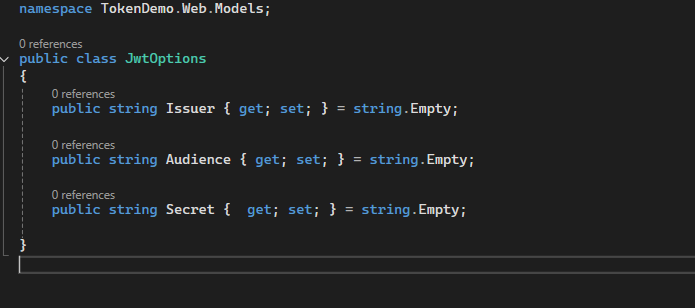 namespace TokenDemo.Web.Models;
0 references
public class JwtOptions
{
0 references
public string Issuer { get; set; } = string.Empty;
0 references
public string Audience { get; set; } = string.Empty;
0 references
public string Secret {  get; set; } = string.Empty;
}